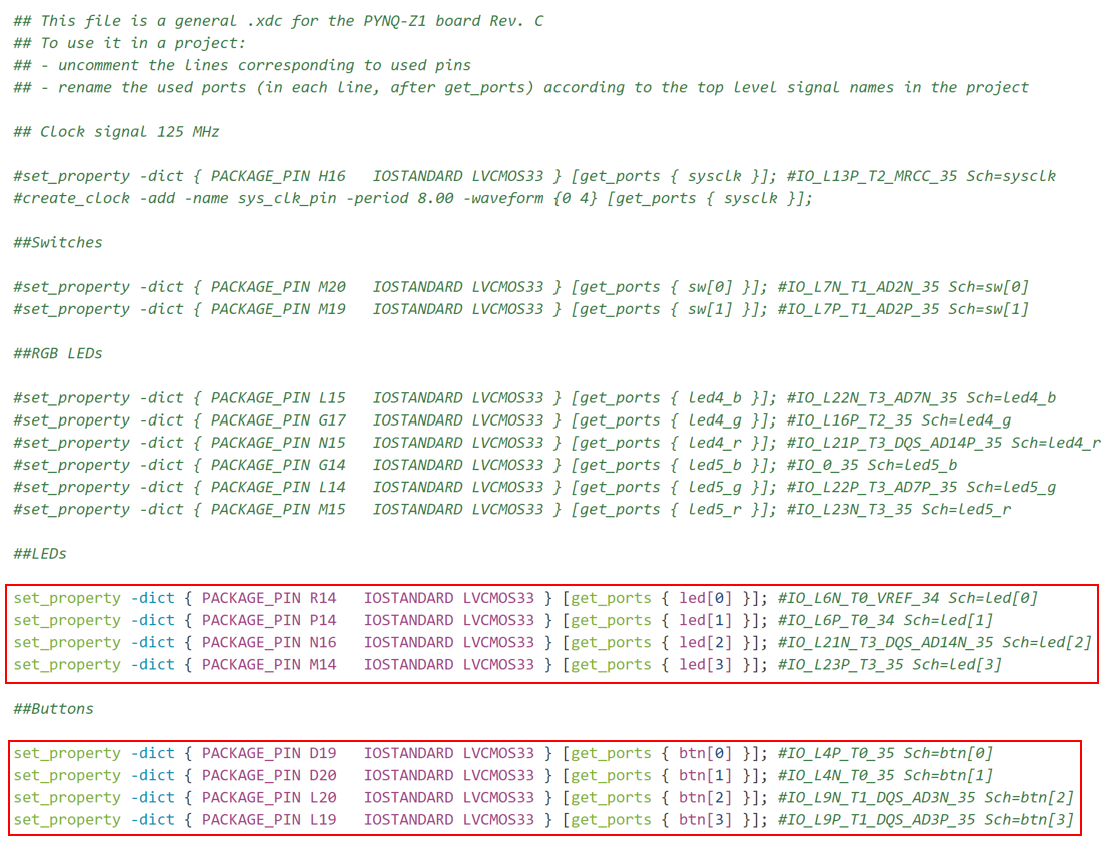 ## This file is a general .xdc for the PYNQ-Z1 board Rev. C
## To use it in a project:
## - uncomment the lines corresponding to used pins
## - rename the used ports (in each line, after get_ports) according to the top level signal names in the project
## Clock signal 125 MHz
#set_property -dict { PACKAGE_PIN H16   IOSTANDARD LVCMOS33 } [get_ports { sysclk }]; #IO_L13P_T2_MRCC_35 Sch=sysclk
#create_clock -add -name sys_clk_pin -period 8.00 -waveform {0 4} [get_ports { sysclk }];
##Switches
#set_property -dict { PACKAGE_PIN M20   IOSTANDARD LVCMOS33 } [get_ports { sw[0] }]; #IO_L7N_T1_AD2N_35 Sch=sw[0]
#set_property -dict { PACKAGE_PIN M19   IOSTANDARD LVCMOS33 } [get_ports { sw[1] }]; #IO_L7P_T1_AD2P_35 Sch=sw[1]
##RGB LEDs
#set_property -dict { PACKAGE_PIN L15   IOSTANDARD LVCMOS33 } [get_ports { led4_b }]; #IO_L22N_T3_AD7N_35 Sch=led4_b
#set_property -dict { PACKAGE_PIN G17   IOSTANDARD LVCMOS33 } [get_ports { led4_g }]; #IO_L16P_T2_35 Sch=led4_g
#set_property -dict { PACKAGE_PIN N15   IOSTANDARD LVCMOS33 } [get_ports { led4_r }]; #IO_L21P_T3_DQS_AD14P_35 Sch=led4_r
#set_property -dict { PACKAGE_PIN G14   IOSTANDARD LVCMOS33 } [get_ports { led5_b }]; #IO_0_35 Sch=led5_b
#set_property -dict { PACKAGE_PIN L14   IOSTANDARD LVCMOS33 } [get_ports { led5_g }]; #IO_L22P_T3_AD7P_35 Sch=led5_g
#set_property -dict { PACKAGE_PIN M15   IOSTANDARD LVCMOS33 } [get_ports { led5_r }]; #IO_L23N_T3_35 Sch=led5_r
##LEDs
set_property -dict { PACKAGE_PIN R14   IOSTANDARD LVCMOS33 } [get_ports { led[0] }]; #IO_L6N_T0_VREF_34 Sch=led[0]
set_property -dict { PACKAGE_PIN P14   IOSTANDARD LVCMOS33 } [get_ports { led[1] }]; #IO_L6P_T0_34 Sch=led[1]
set_property -dict { PACKAGE_PIN N16   IOSTANDARD LVCMOS33 } [get_ports { led[2] }]; #IO_L21N_T3_DQS_AD14N_35 Sch=led[2]
set_property -dict { PACKAGE_PIN M14   IOSTANDARD LVCMOS33 } [get_ports { led[3] }]; #IO_L23P_T3_35 Sch=led[3]
##Buttons
set_property -dict { PACKAGE_PIN D19   IOSTANDARD LVCMOS33 } [get_ports { btn[0] }]; #IO_L4P_T0_35 Sch=btn[0]
set_property -dict { PACKAGE_PIN D20   IOSTANDARD LVCMOS33 } [get_ports { btn[1] }]; #IO_L4N_T0_35 Sch=btn[1]
set_property -dict { PACKAGE_PIN L20   IOSTANDARD LVCMOS33 } [get_ports { btn[2] }]; #IO_L9N_T1_DQS_AD3N_35 Sch=btn[2]
set_property -dict { PACKAGE_PIN L19   IOSTANDARD LVCMOS33 } [get_ports { btn[3] }]; #IO_L9P_T1_DQS_AD3P_35 Sch=btn[3]